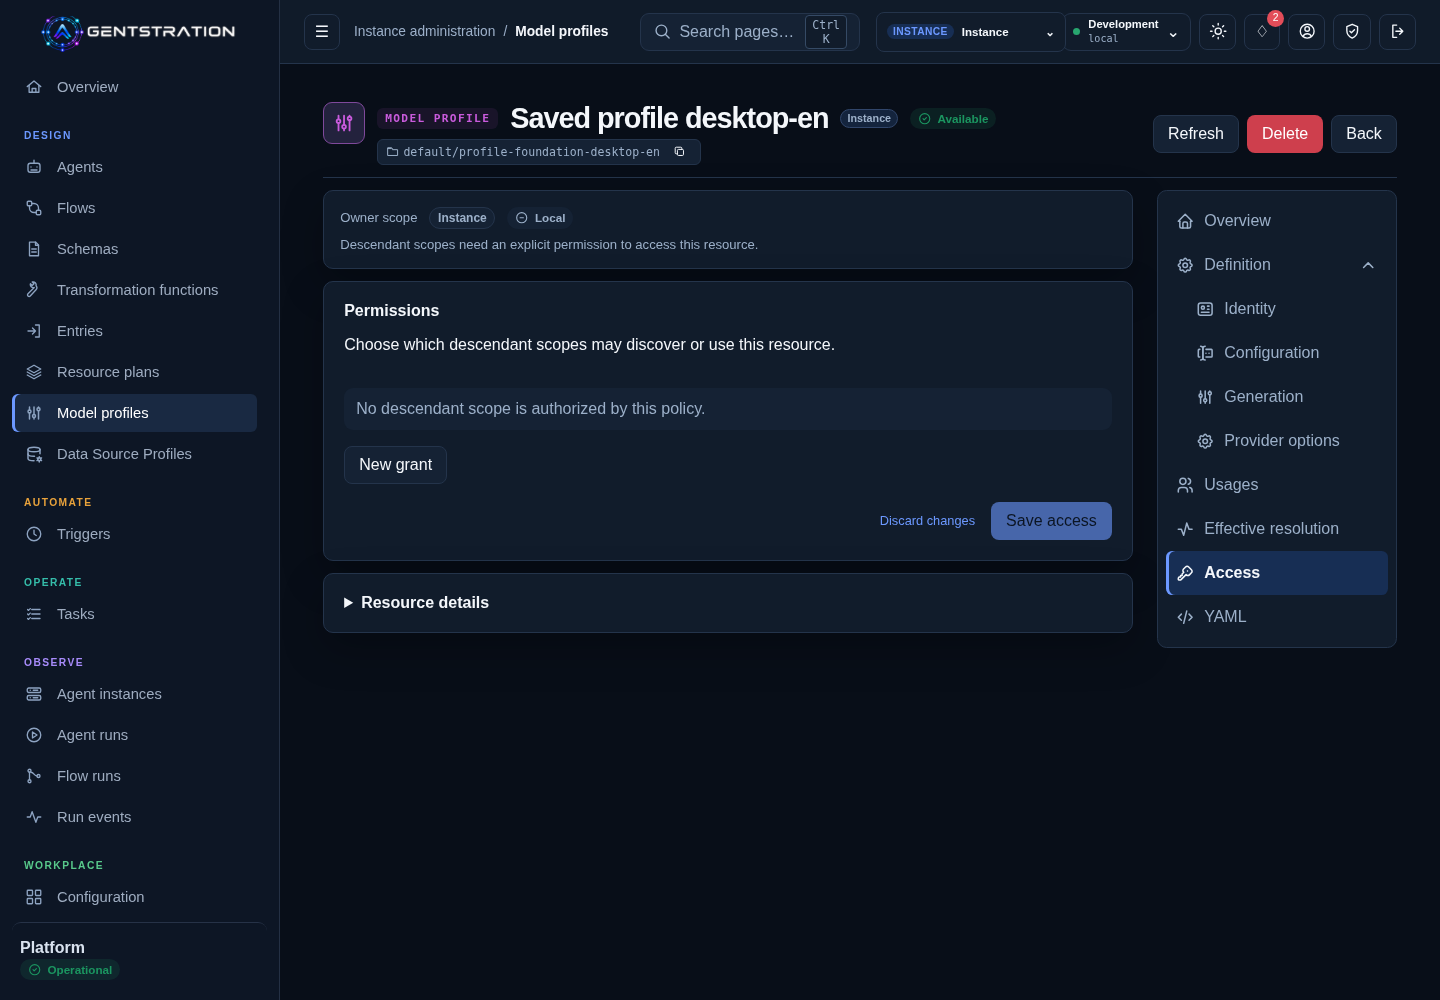 GENTSTRATION
Overview
DESIGN
Agents
Flows
Schemas
Transformation functions
Entries
Resource plans
Model profiles
Data Source Profiles
AUTOMATE
Triggers
OPERATE
Tasks
OBSERVE
Agent instances
Agent runs
Flow runs
Run events
WORKPLACE
Configuration
Platform
Operational
Instance administration / Model profiles
Search pages…
Ctrl K
INSTANCE Instance
Development
local
2
MODEL PROFILE Saved profile desktop-en Instance Available
default/profile-foundation-desktop-en
Refresh Delete Back
Owner scope Instance Local
Descendant scopes need an explicit permission to access this resource.
Permissions
Choose which descendant scopes may discover or use this resource.
No descendant scope is authorized by this policy.
New grant
Discard changes Save access
Resource details
Overview
Definition
Identity
Configuration
Generation
Provider options
Usages
Effective resolution
Access
YAML